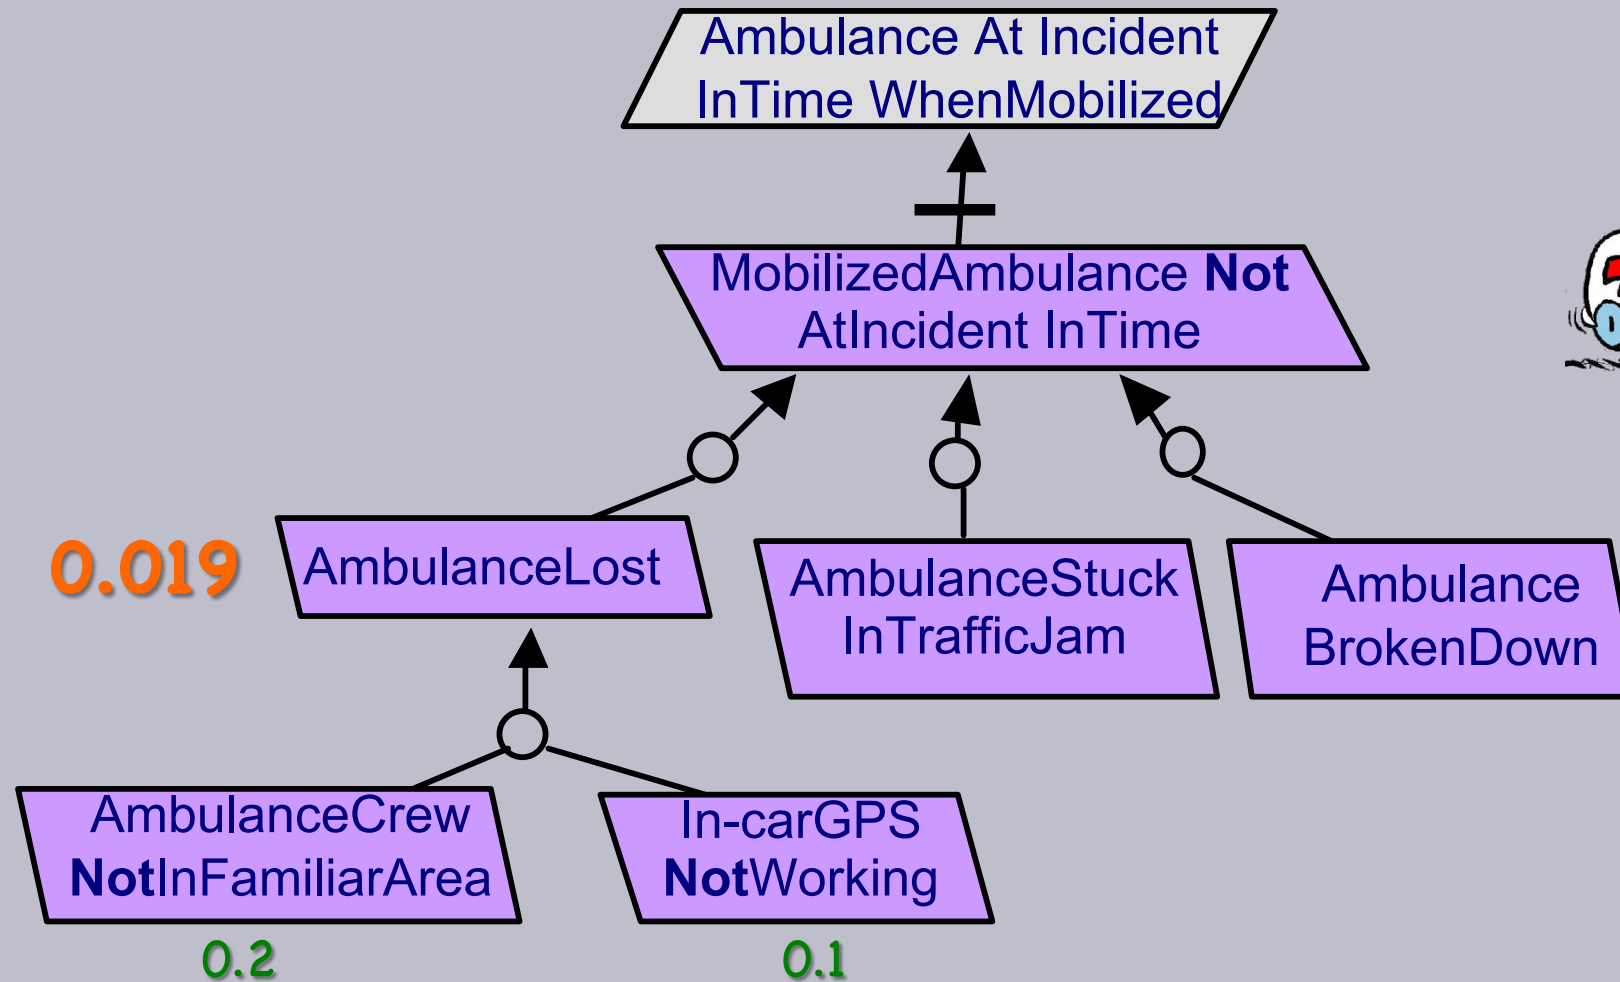 Ambulance At Incident
InTime WhenMobilized
MobilizedAmbulance Not
AtIncident InTime
0.019
AmbulanceLost
AmbulanceStuck
InTrafficJam
Ambulance
BrokenDown
AmbulanceCrew
NotInFamiliarArea
In-carGPS
NotWorking
0.2
0.1